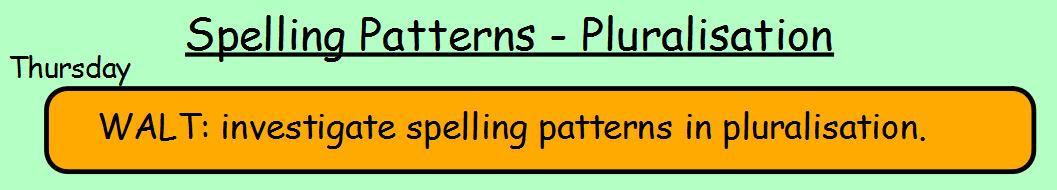 Spelling Patterns - Pluralisation
Thursday
WALT: investigate spelling patterns in pluralisation.